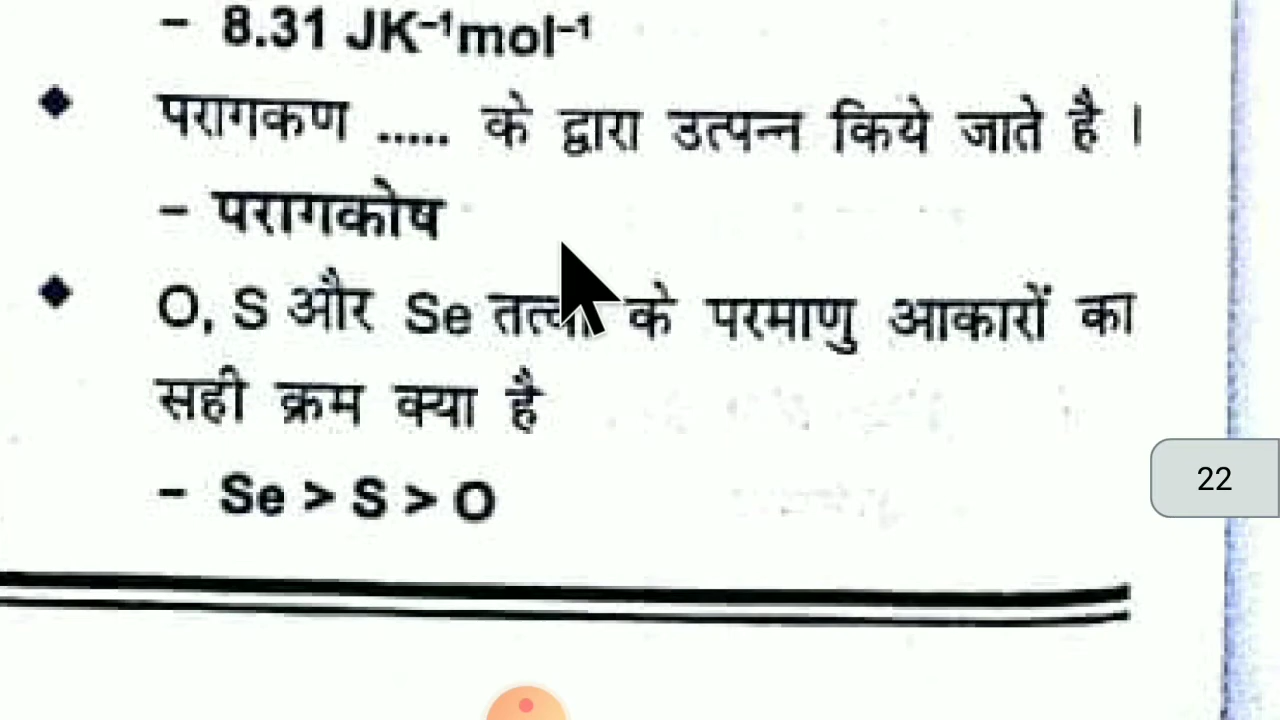 – 8.31 JK⁻¹mol⁻¹
◆ परागकण ..... के द्वारा उत्पन्न किये जाते है ।
– परागकोष
◆ O, S और Se के परमाणु आकारों का
सही क्रम क्या है
– Se > S > O
22